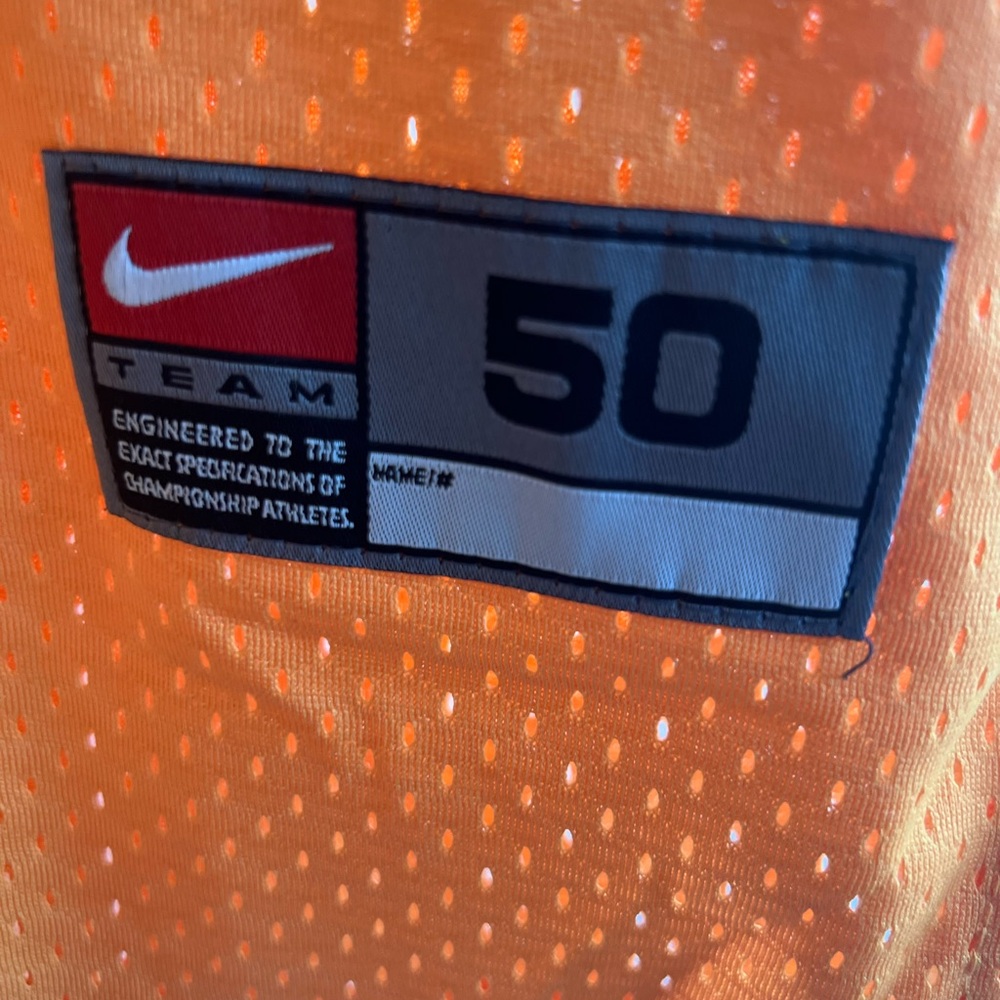 TEAM
ENGINEERED TO THE
EXACT SPECIFICATIONS OF
CHAMPIONSHIP ATHLETES.
50
NAME/#